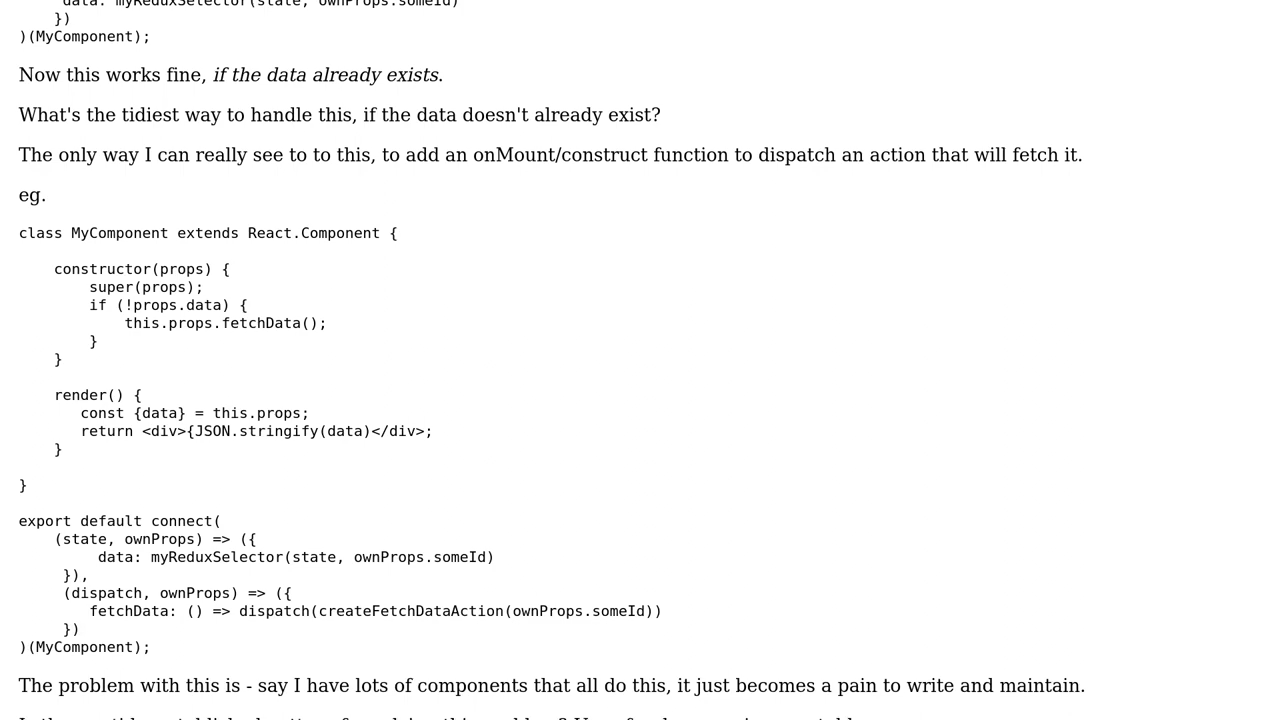 data: myReduxSelector(state, ownProps.someId)
    })
)(MyComponent);
Now this works fine, if the data already exists.
What's the tidiest way to handle this, if the data doesn't already exist?
The only way I can really see to to this, to add an onMount/construct function to dispatch an action that will fetch it.
eg.
class MyComponent extends React.Component {
    constructor(props) {
        super(props);
        if (!props.data) {
            this.props.fetchData();
        }
    }
    render() {
       const {data} = this.props;
       return <div>{JSON.stringify(data)</div>;
    }
}
export default connect(
    (state, ownProps) => ({
         data: myReduxSelector(state, ownProps.someId)
     }),
     (dispatch, ownProps) => ({
        fetchData: () => dispatch(createFetchDataAction(ownProps.someId))
     })
)(MyComponent);
The problem with this is - say I have lots of components that all do this, it just becomes a pain to write and maintain.